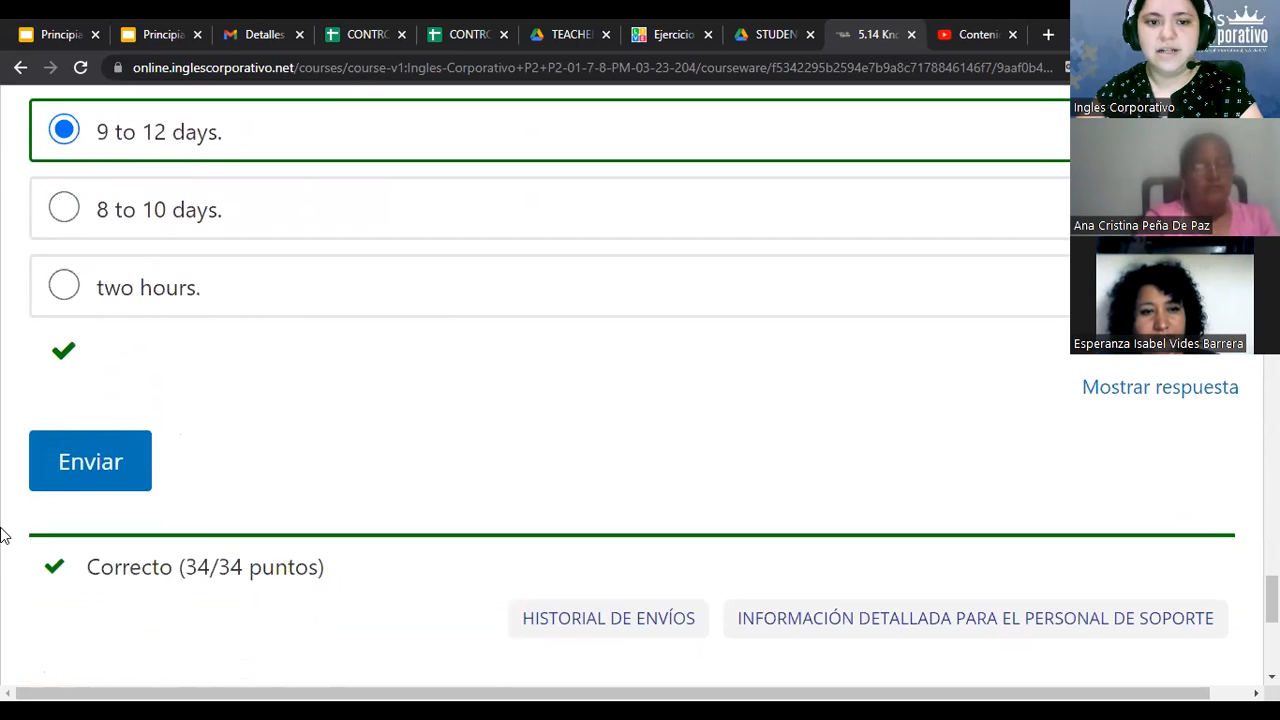 Principia
Principia
Detalles
CONTRC
CONTRC
TEACHE
Ejercicio
STUDEN
5.14 Kno
Conteni
online.inglescorporativo.net/courses/course-v1:Ingles-Corporativo+P2+P2-01-7-8-PM-03-23-204/courseware/f5342295b2594e7b9a8c7178846146f7/9aaf0b4...
orporativo
Ingles Corporativo
9 to 12 days.
Ana Cristina Peña De Paz
8 to 10 days.
two hours.
Esperanza Isabel Vides Barrera
Mostrar respuesta
Enviar
Correcto (34/34 puntos)
HISTORIAL DE ENVÍOS
INFORMACIÓN DETALLADA PARA EL PERSONAL DE SOPORTE